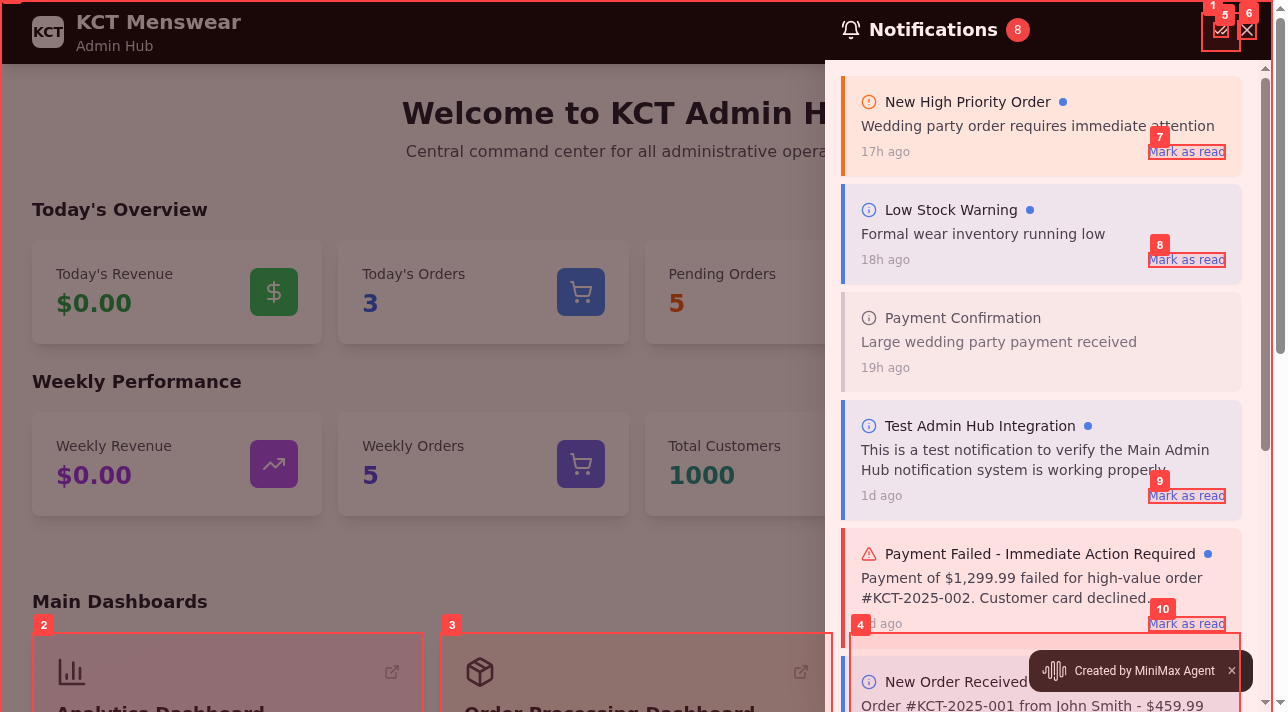 KCT
KCT Menswear
Admin Hub
Notifications
8
1
5
6
Welcome to KCT Admin H
Central command center for all administrative opera
Today's Overview
Today's Revenue
$0.00
Today's Orders
3
Pending Orders
5
Weekly Performance
Weekly Revenue
$0.00
Weekly Orders
5
Total Customers
1000
Main Dashboards
2
3
4
Analytics Dashboard
Order Processing Dashboard
New High Priority Order
Wedding party order requires immediate attention
17h ago
7
Mark as read
Low Stock Warning
Formal wear inventory running low
18h ago
8
Mark as read
Payment Confirmation
Large wedding party payment received
19h ago
Test Admin Hub Integration
This is a test notification to verify the Main Admin
Hub notification system is working properly.
1d ago
9
Mark as read
Payment Failed - Immediate Action Required
Payment of $1,299.99 failed for high-value order
#KCT-2025-002. Customer card declined.
d ago
10
Mark as read
New Order Received
Order #KCT-2025-001 from John Smith - $459.99
Created by MiniMax Agent